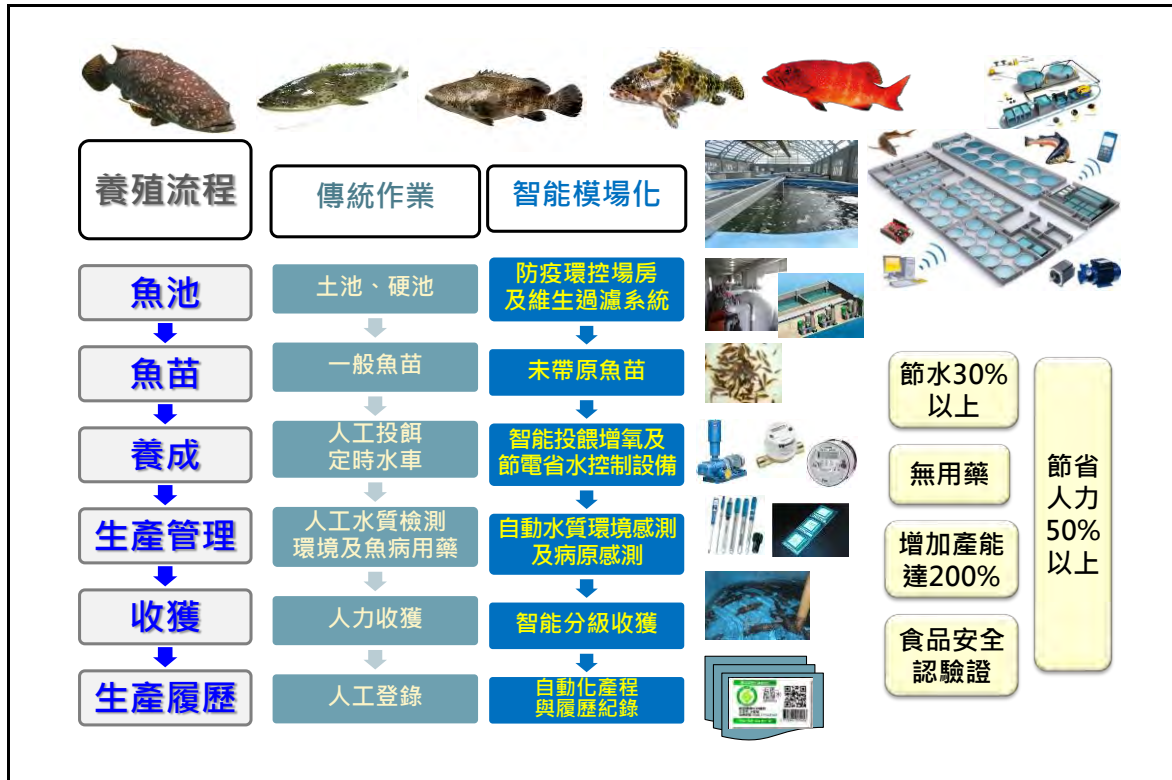 養殖流程
傳統作業
智能模場化
魚池
土池、硬池
防疫環控場房
及維生過濾系統
魚苗
一般魚苗
未帶原魚苗
養成
人工投餌
定時水車
智能投餵增氧及
節電省水控制設備
生產管理
人工水質檢測
環境及魚病用藥
自動水質環境感測
及病原感測
收獲
人力收獲
智能分級收獲
生產履歷
人工登錄
自動化產程
與履歷紀錄
節水30%
以上
無用藥
增加產能
達200%
食品安全
認驗證
節省
人力
50%
以上